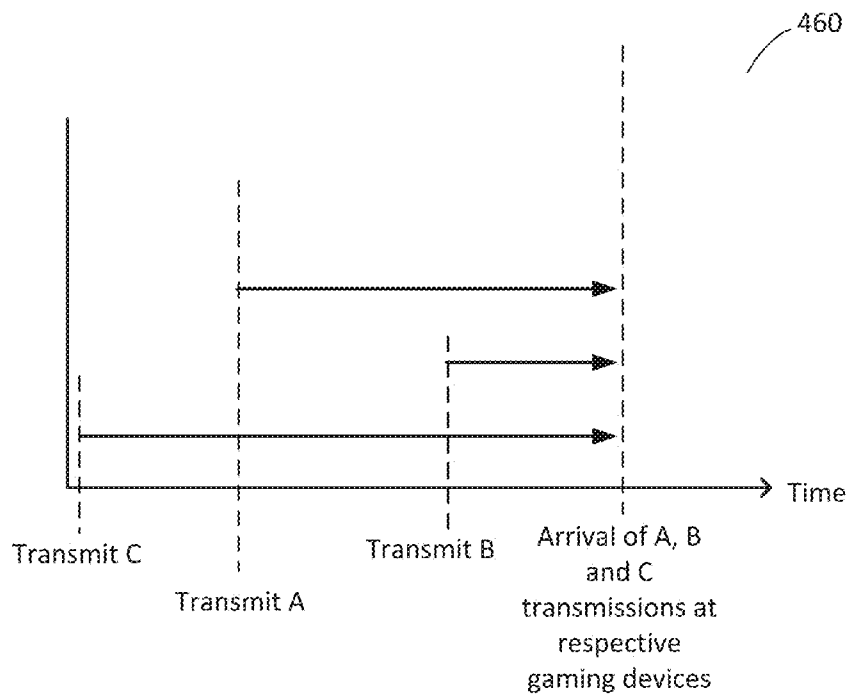 460
Time
Transmit C
Transmit A
Transmit B
Arrival of A, B
and C
transmissions at
respective
gaming devices